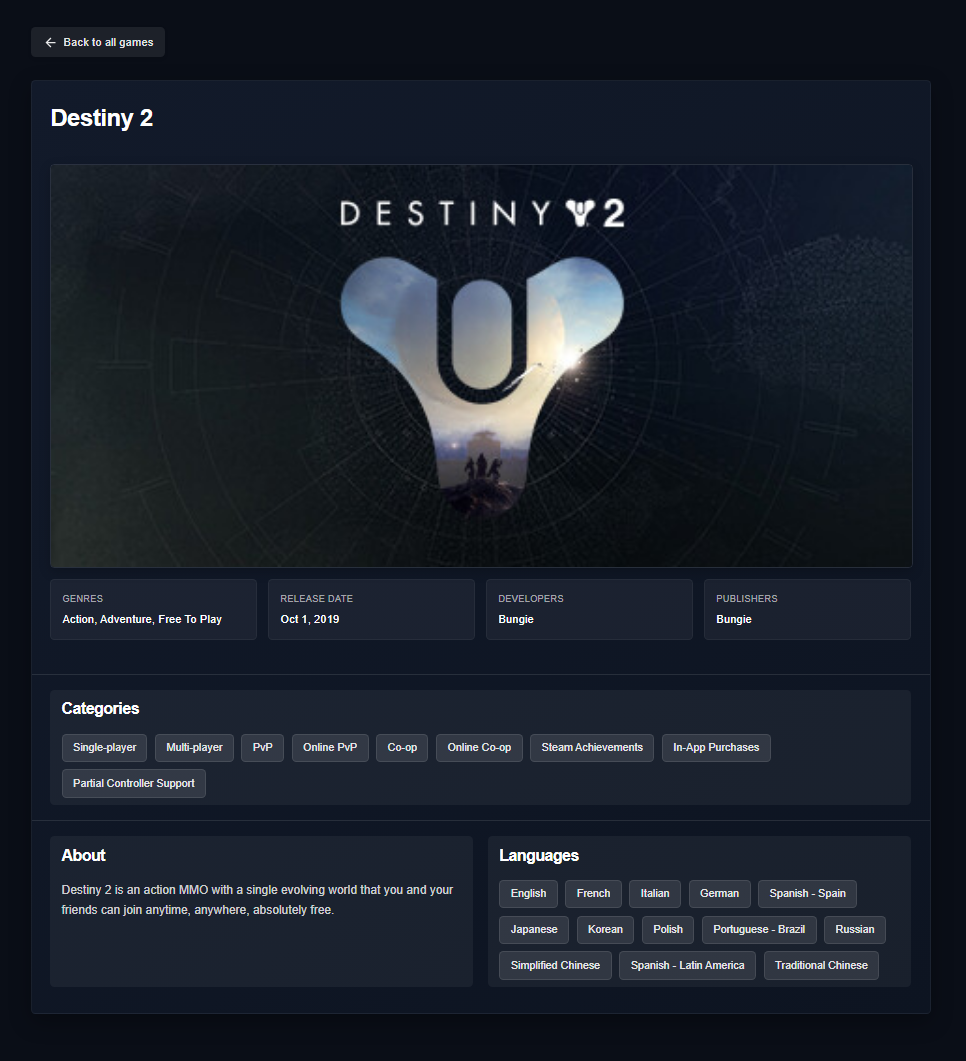 Back to all games
Destiny 2
DESTINY 2
GENRES
Action, Adventure, Free To Play
RELEASE DATE
Oct 1, 2019
DEVELOPERS
Bungie
PUBLISHERS
Bungie
Categories
Single-player Multi-player PvP Online PvP Co-op Online Co-op Steam Achievements In-App Purchases
Partial Controller Support
About
Destiny 2 is an action MMO with a single evolving world that you and your
friends can join anytime, anywhere, absolutely free.
Languages
English French Italian German Spanish - Spain
Japanese Korean Polish Portuguese - Brazil Russian
Simplified Chinese Spanish - Latin America Traditional Chinese